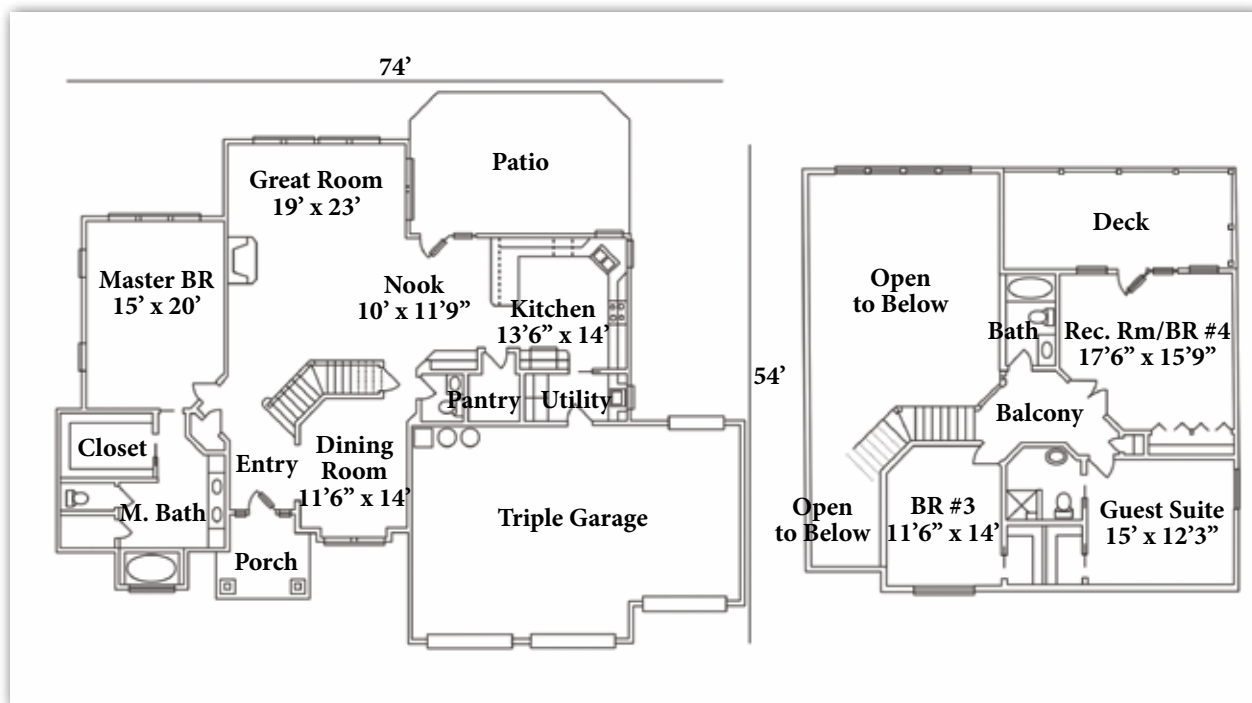 74’
Patio
Great Room
19’ x 23’
Master BR
15’ x 20’
Nook
10’ x 11’9”
Kitchen
13’6” x 14’
Pantry
Utility
Closet
Entry
Dining
Room
11’6” x 14’
M. Bath
Porch
Triple Garage
54’
Deck
Open
to Below
Bath
Rec. Rm/BR #4
17’6” x 15’9”
Balcony
Open
to Below
BR #3
11’6” x 14’
Guest Suite
15’ x 12’3”